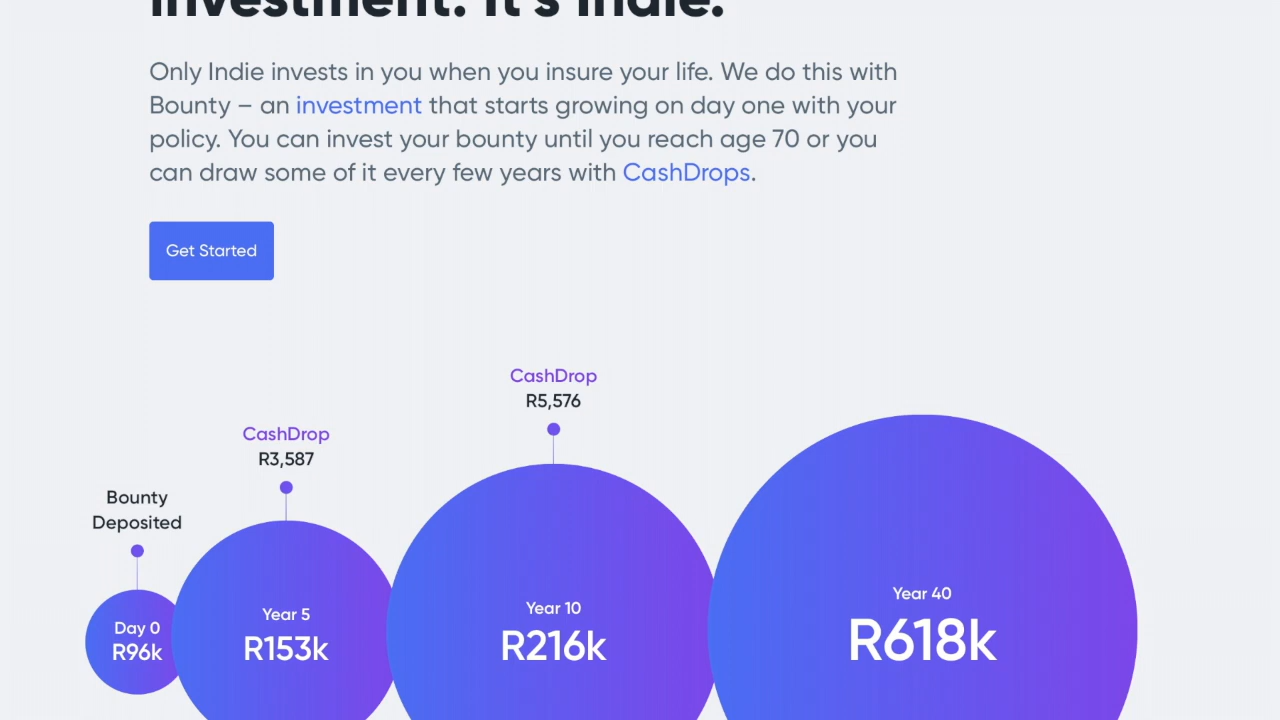 investment. It's Indie.
Only Indie invests in you when you insure your life. We do this with
Bounty – an investment that starts growing on day one with your
policy. You can invest your bounty until you reach age 70 or you
can draw some of it every few years with CashDrops.
Get Started
CashDrop
R5,576
CashDrop
R3,587
Bounty
Deposited
Day 0
R96k
Year 5
R153k
Year 10
R216k
Year 40
R618k